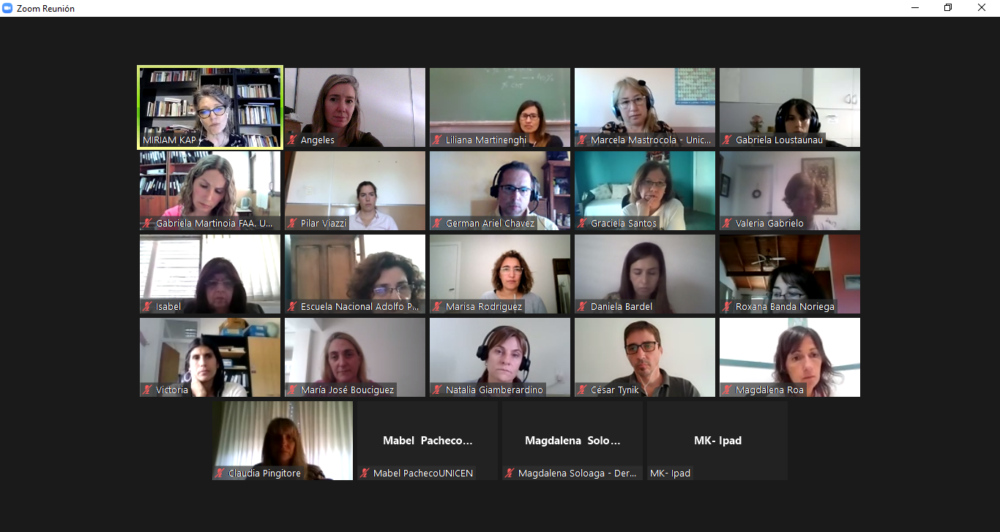 Zoom Reunión
MIRIAM KAP
Angeles
Liliana Martinenghi
Marcela Mastrocola - Unic...
Gabriela Loustaunau
Gabriela Martinoia FAA. U...
Pilar Viazzi
German Ariel Chavez
Graciela Santos
Valeria Gabrielo
Isabel
Escuela Nacional Adolfo P...
Marisa Rodriguez
Daniela Bardel
Roxana Banda Noriega
Victoria
María José Bouciguez
Natalia Giamberardino
César Tynik
Magdalena Roa
Claudia Pingitore
Mabel Pacheco...
Mabel PachecoUNICEN
Magdalena Solo...
Magdalena Soloaga - Der...
MK- Ipad
MK- Ipad